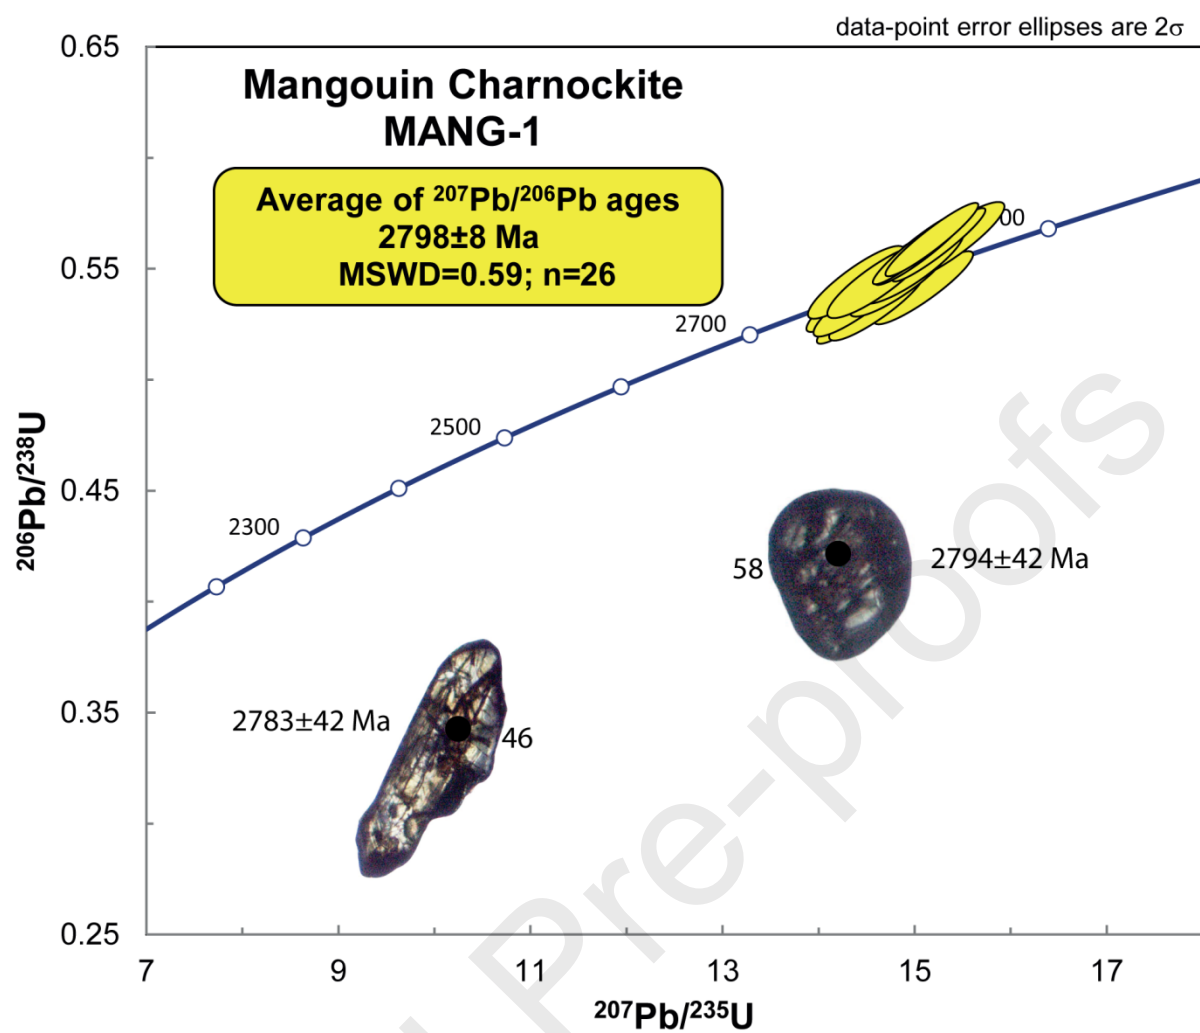 data-point error ellipses are 2σ
0.65
Mangouin Charnockite
MANG-1
Average of ²⁰⁷Pb/²⁰⁶Pb ages
2798±8 Ma
MSWD=0.59; n=26
00
0.55
2700
2500
0.45
2300
206Pb/238U
58
2794±42 Ma
0.35
2783±42 Ma
46
0.25
7
9
11
13
15
17
²⁰⁷Pb/²³⁵U
Pre-proofs